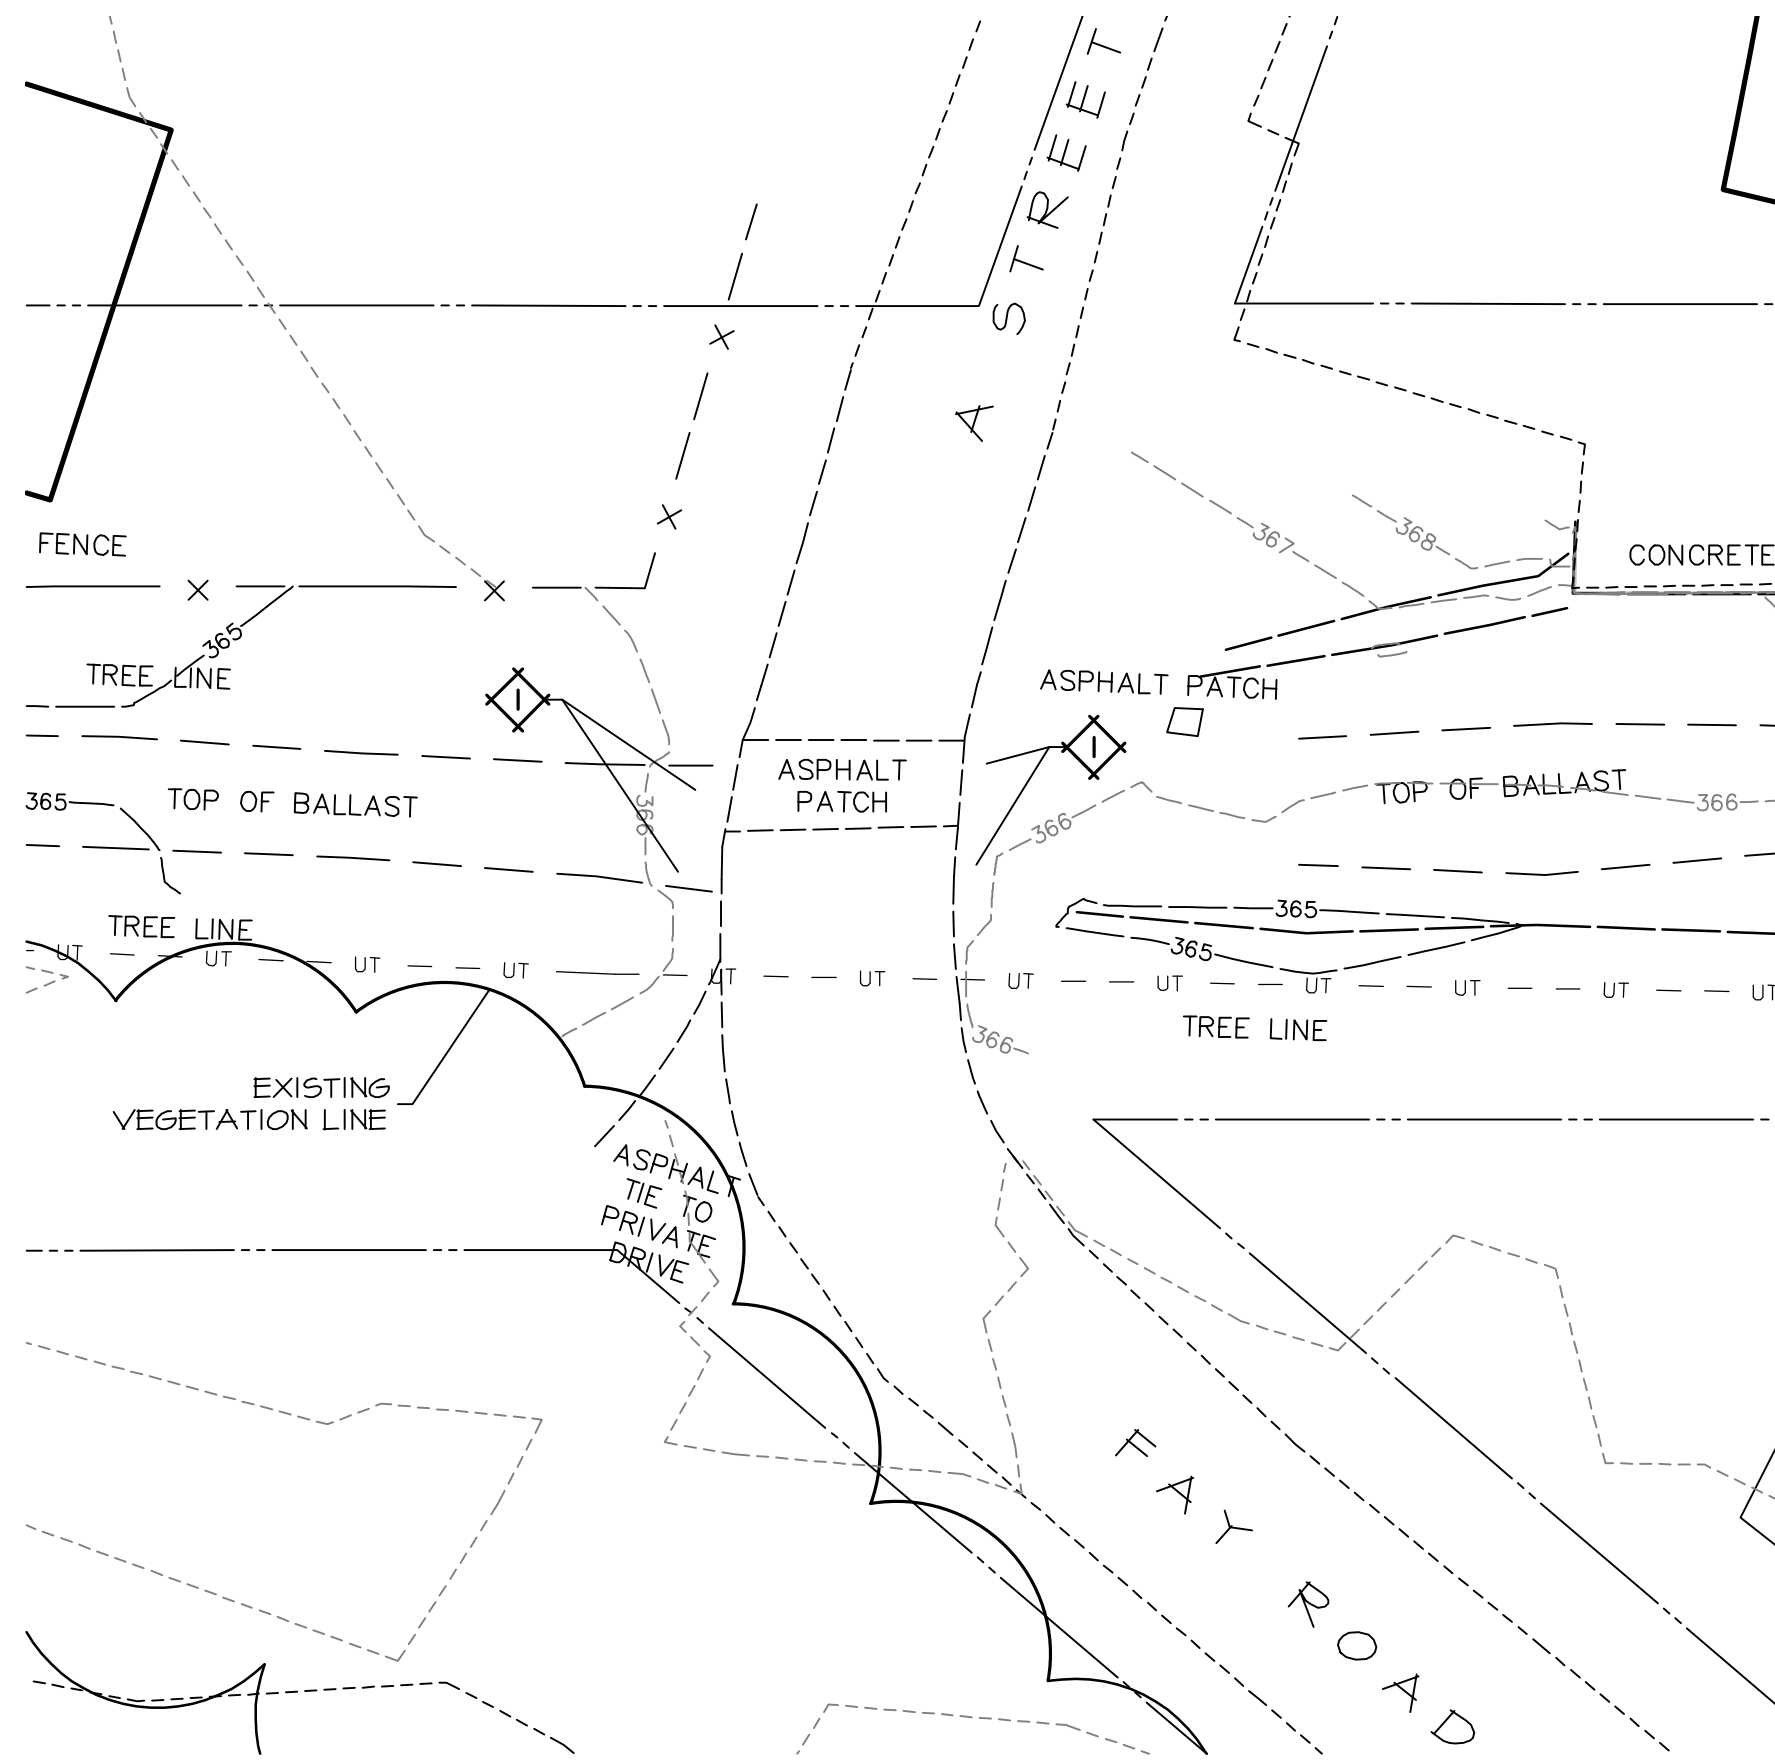 A STREET
FENCE
367
368
CONCRETE
365
TREE LINE
I
ASPHALT PATCH
I
ASPHALT
PATCH
365
TOP OF BALLAST
366
366
TOP OF BALLAST
366
365
TREE LINE
365
UT UT UT UT UT UT UT UT UT UT UT UT
TREE LINE
366
EXISTING
VEGETATION LINE
ASPHALT
TIE TO
PRIVATE
DRIVE
FAY ROAD